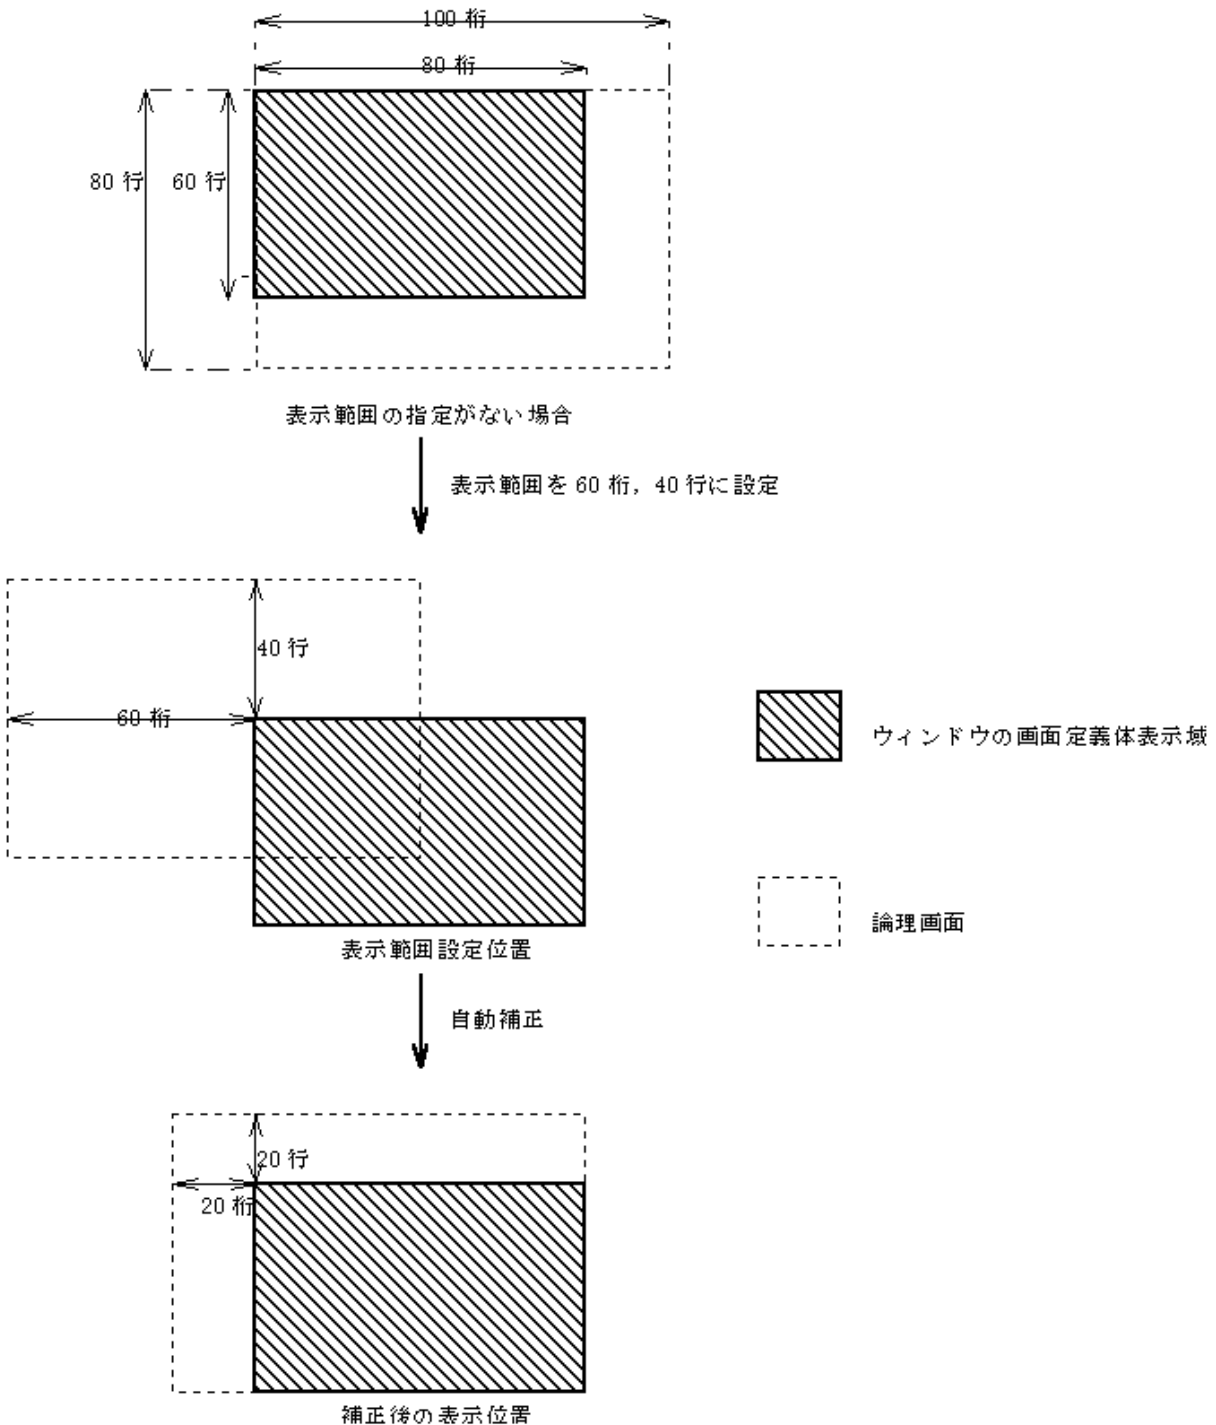 100 桁
80 桁
80 行
60 行
表示範囲の指定がない場合
表示範囲を 60 桁，40 行に設定
40 行
60 桁
ウィンドウの画面定義体表示域
論理画面
表示範囲設定位置
自動補正
20 行
20 桁
補正後の表示位置